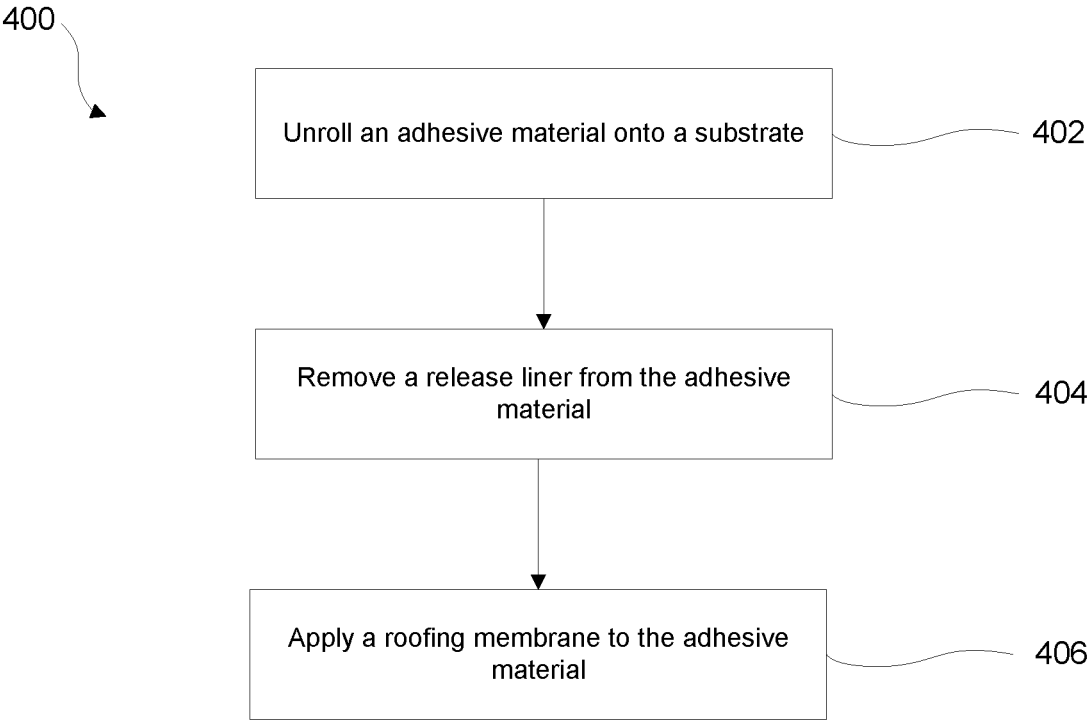 400
Unroll an adhesive material onto a substrate
402
Remove a release liner from the adhesive
material
404
Apply a roofing membrane to the adhesive
material
406